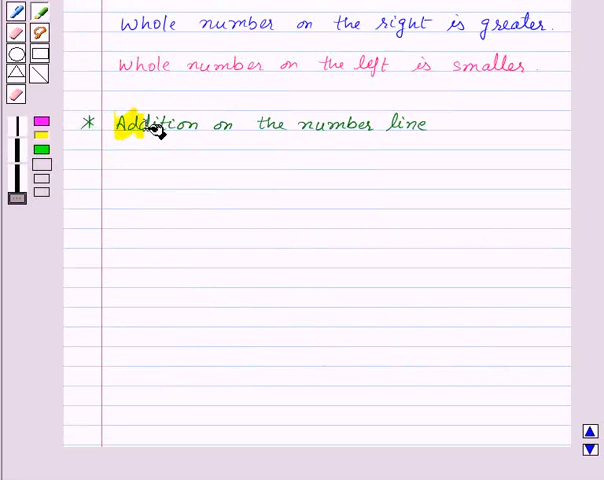 Whole number on the right is greater.
Whole number on the left is smaller.
* Addition on the number line